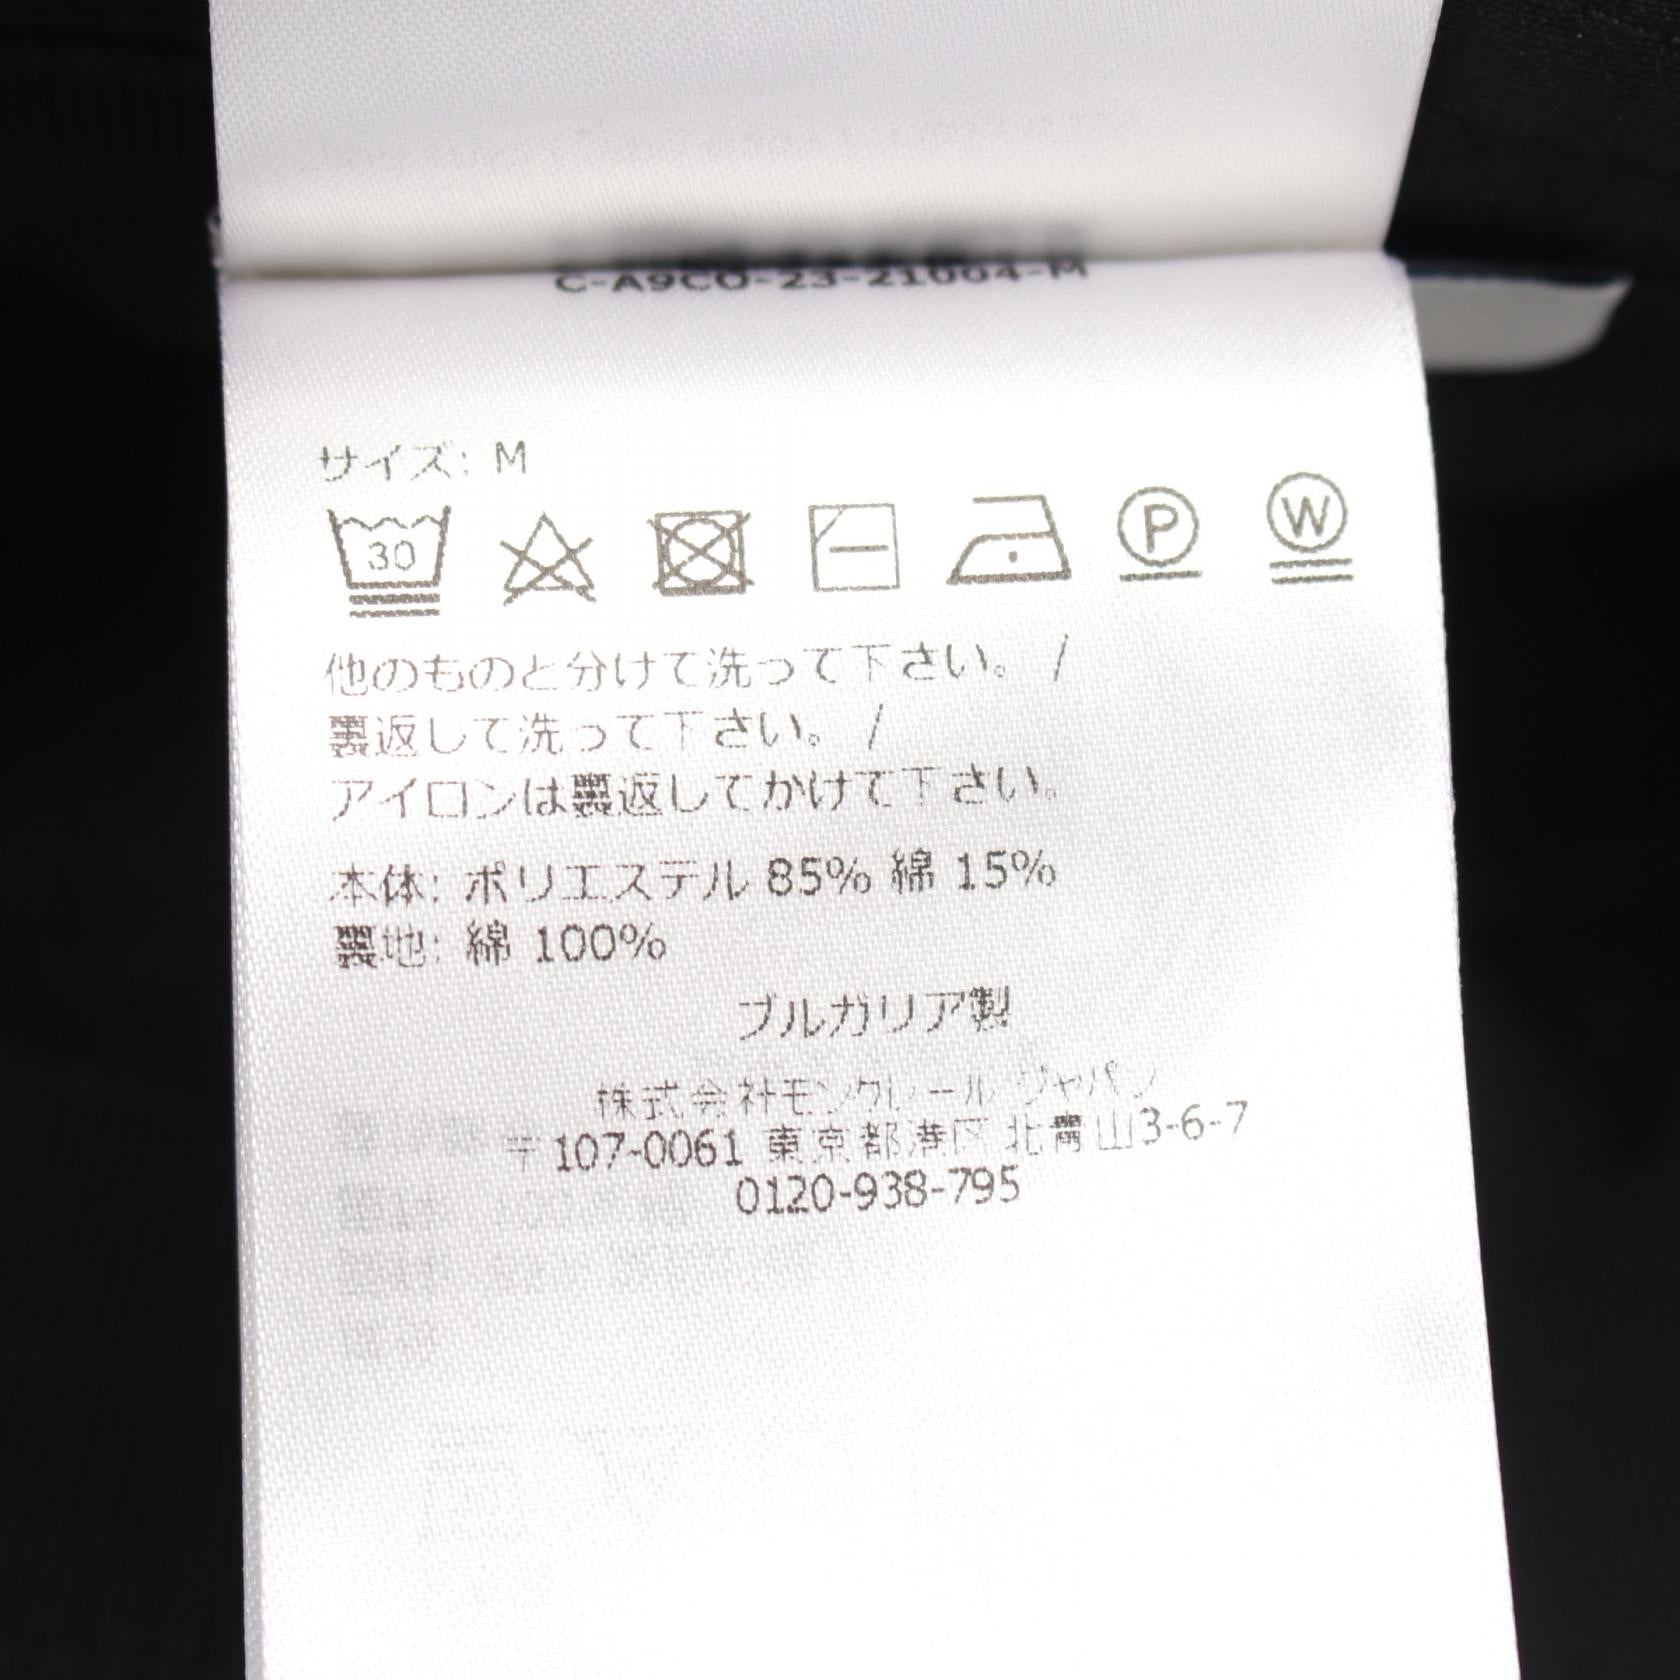 C-A9CO-23-21004-M
サイズ: M
30
P
W
他のものと分けて洗って下さい。 /
裏返して洗って下さい。 /
アイロンは裏返してかけて下さい。
本体: ポリエステル 85% 綿 15%
裏地: 綿 100%
ブルガリア製
株式会社モンクレール ジャパン
〒107-0061 東京都港区 北青山3-6-7
0120-938-795